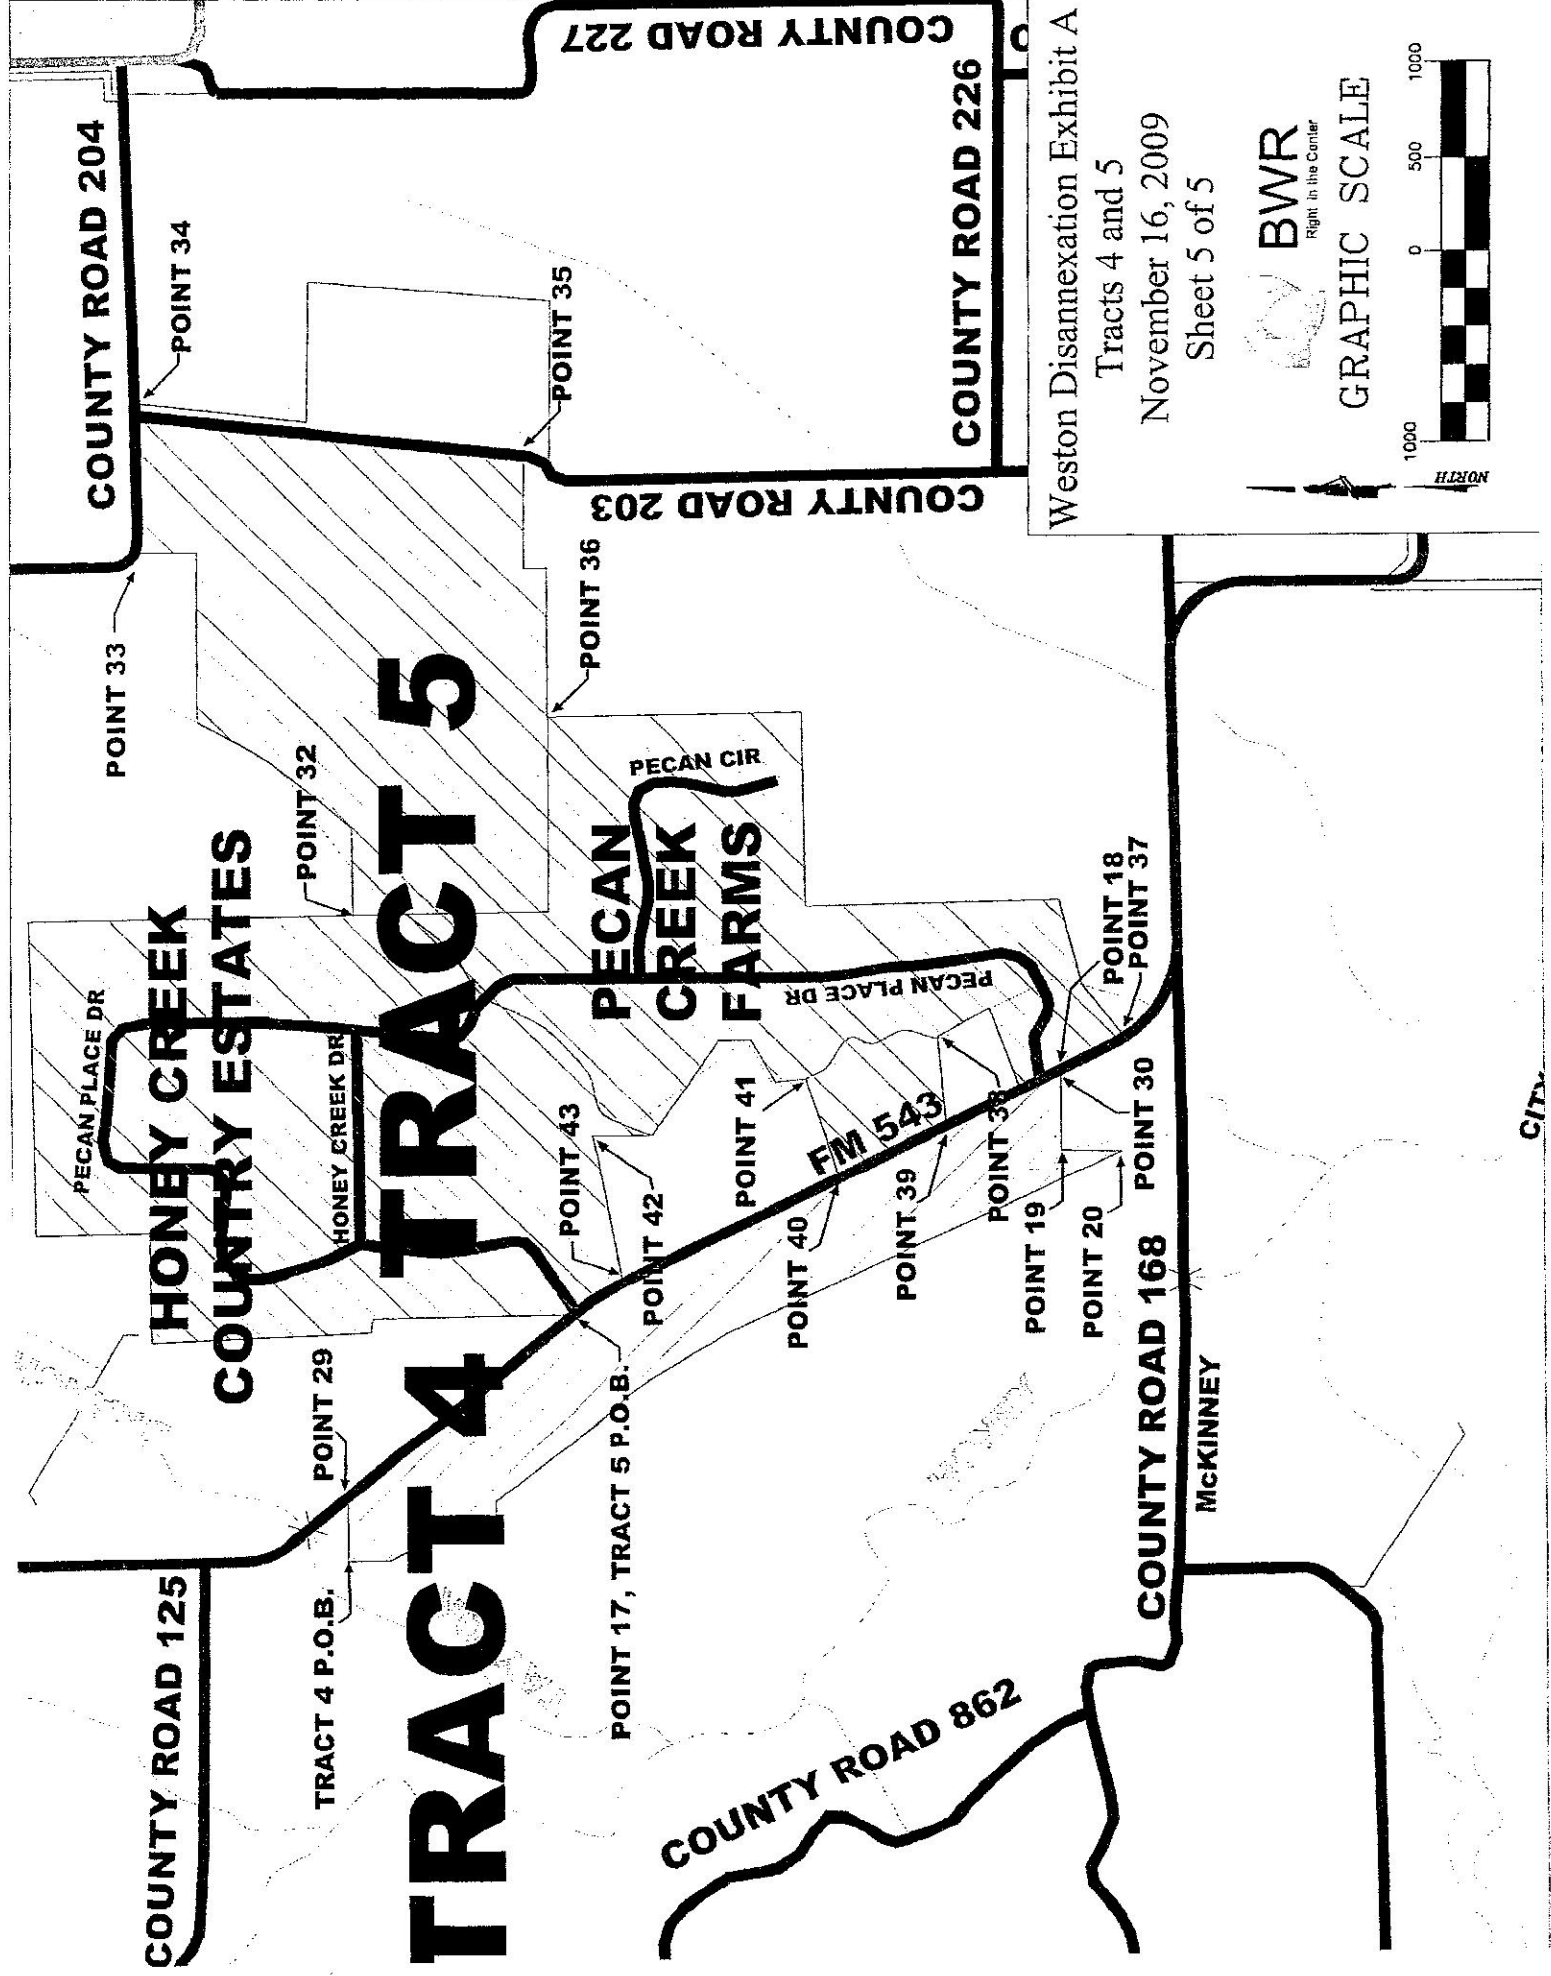 COUNTY ROAD 125
TRACT 4 P.O.B.
POINT 29
HONEY CREEK
COUNTRY ESTATES
PECAN PLACE DR
HONEY CREEK DR
POINT 32
POINT 33
COUNTY ROAD 204
POINT 34
POINT 35
COUNTY ROAD 227
TRACT 4
TRACT 5
POINT 17, TRACT 5 P.O.B.
POINT 43
POINT 42
PECAN
CREEK
FARMS
PECAN CIR
POINT 36
COUNTY ROAD 203
COUNTY ROAD 226
COUNTY ROAD 862
POINT 41
FM 543
PECAN PLACE DR
POINT 40
POINT 39
POINT 38
POINT 19
POINT 20
POINT 30
POINT 18
POINT 37
COUNTY ROAD 168
McKINNEY
CITY
Weston Disannexation Exhibit A
Tracts 4 and 5
November 16, 2009
Sheet 5 of 5
BWR
Right in the Center
GRAPHIC SCALE
1000 0 500 1000
NORTH